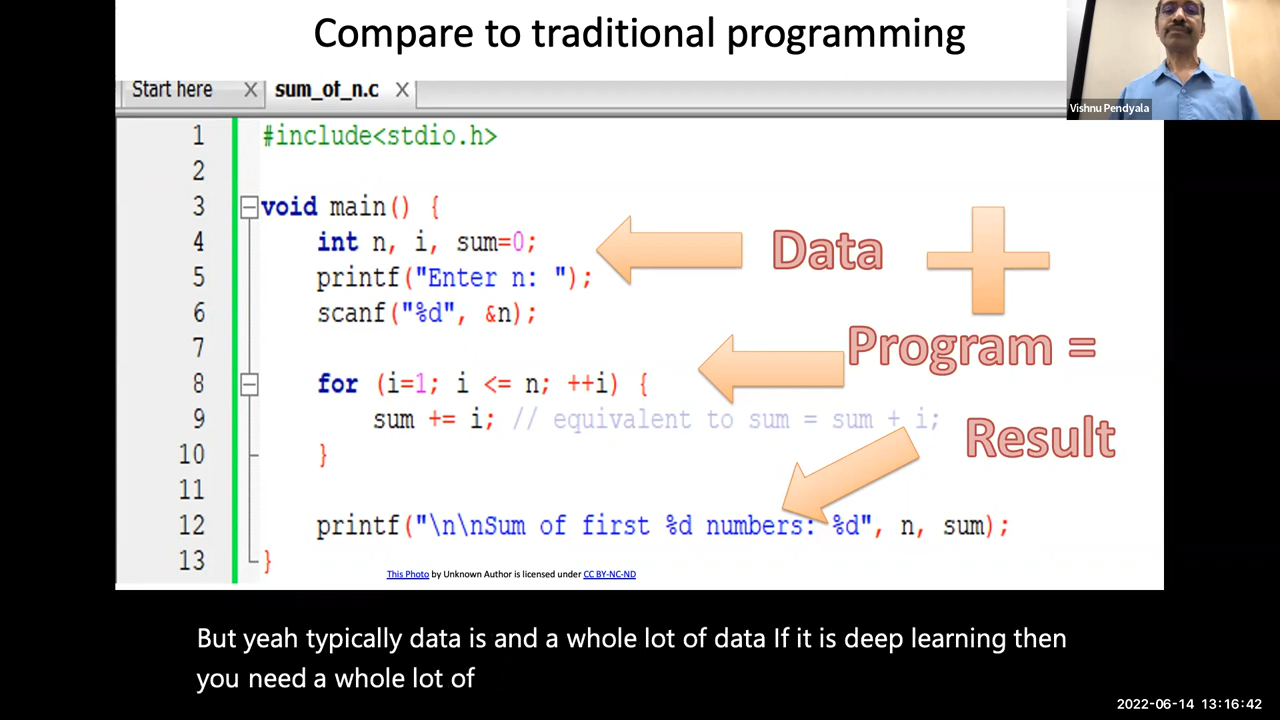 Compare to traditional programming
Vishnu Pendyala
Start here X sum_of_n.c X
1 #include<stdio.h>
2
3 void main() {
4 int n, i, sum=0;
5 printf("Enter n: ");
6 scanf("%d", &n);
7
8 for (i=1; i <= n; ++i) {
9 sum += i; // equivalent to sum = sum + i;
10 }
11
12 printf("\n\nSum of first %d numbers: %d", n, sum);
13 }
Data
Program =
Result
This Photo by Unknown Author is licensed under CC BY-NC-ND
But yeah typically data is and a whole lot of data If it is deep learning then
you need a whole lot of
2022-06-14 13:16:42